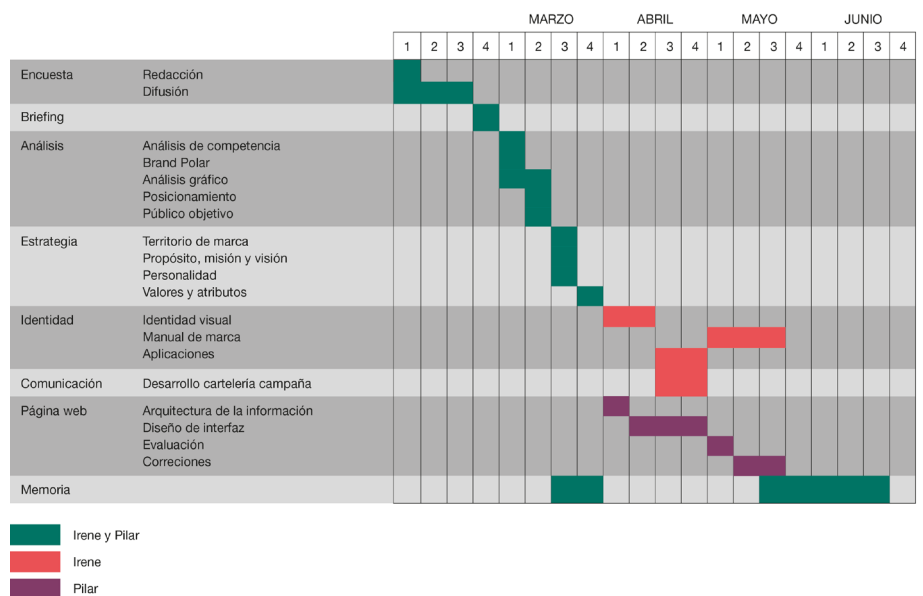 MARZO ABRIL MAYO JUNIO
1 2 3 4 1 2 3 4 1 2 3 4 1 2 3 4 1 2 3 4
Encuesta Redacción
Difusión
Briefing
Análisis Análisis de competencia
Brand Polar
Análisis gráfico
Posicionamiento
Público objetivo
Estrategia Territorio de marca
Propósito, misión y visión
Personalidad
Valores y atributos
Identidad Identidad visual
Manual de marca
Aplicaciones
Comunicación Desarrollo cartelería campaña
Página web Arquitectura de la información
Diseño de interfaz
Evaluación
Correciones
Memoria
Irene y Pilar
Irene
Pilar